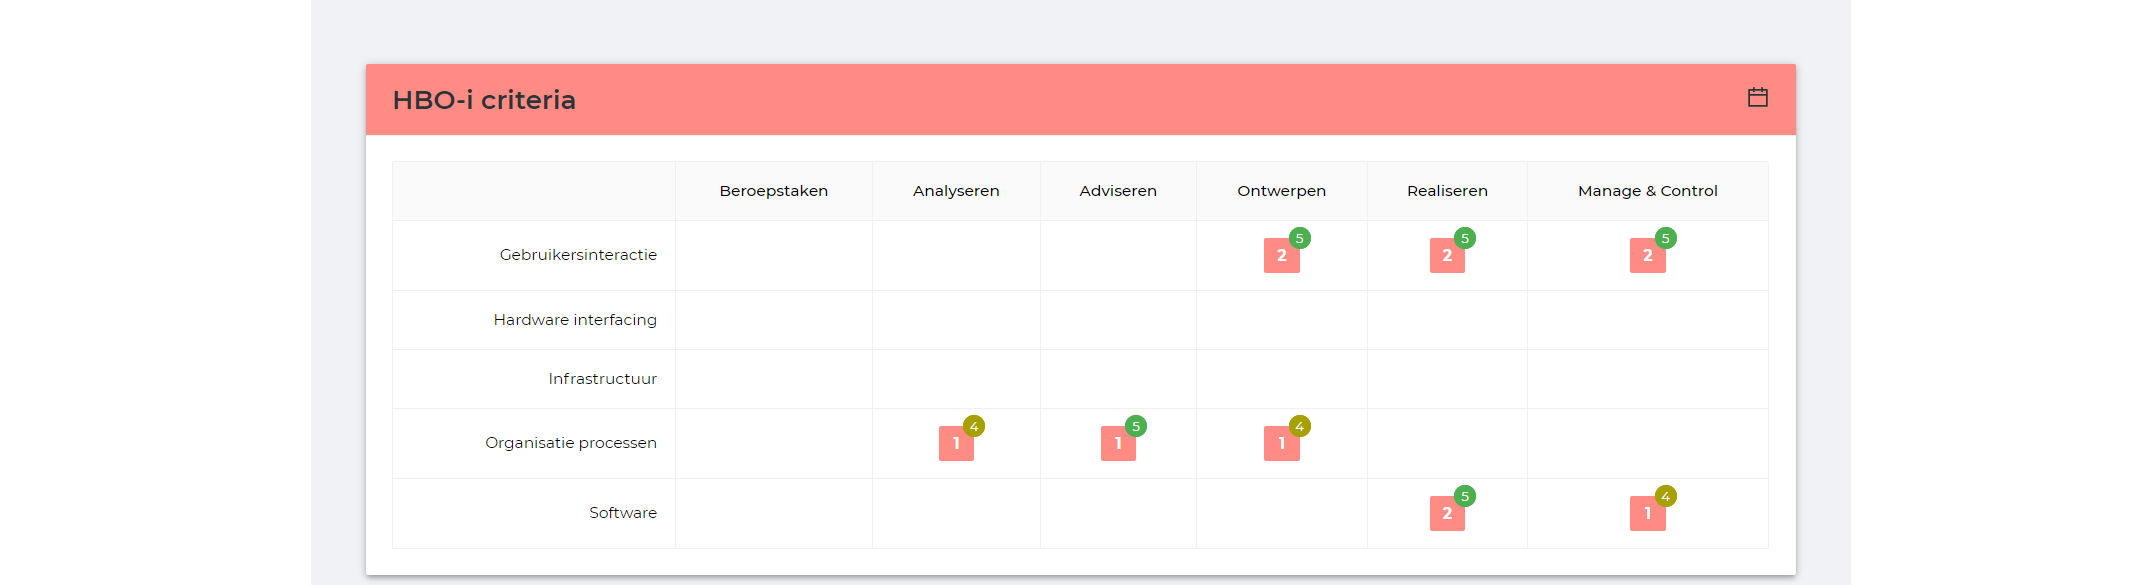 HBO-i criteria
Beroepstaken Analyseren Adviseren Ontwerpen Realiseren Manage & Control
Gebruikersinteractie 2 5 2 5 2 5
Hardware interfacing
Infrastructuur
Organisatie processen 1 4 1 5 1 4
Software 2 5 1 4